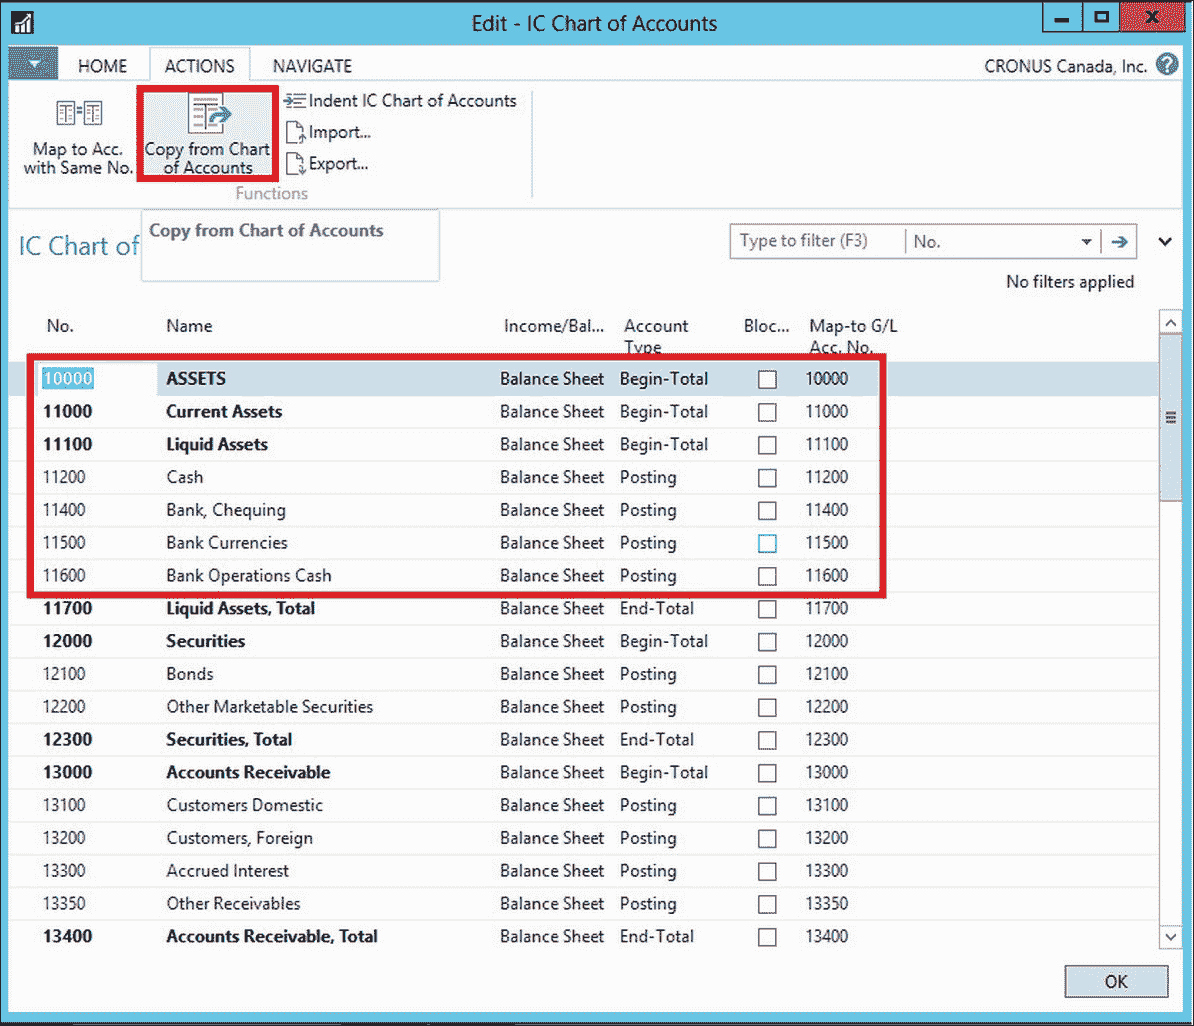 Edit - IC Chart of Accounts
HOME ACTIONS NAVIGATE CRONUS Canada, Inc.
Map to Acc.
with Same No.
Copy from Chart
of Accounts
Indent IC Chart of Accounts
Import...
Export...
Functions
Copy from Chart of Accounts
IC Chart of
Type to filter (F3) No.
No filters applied
No. Name Income/Bal... Account Type Bloc... Map-to G/L Acc. No.
10000 ASSETS Balance Sheet Begin-Total 10000
11000 Current Assets Balance Sheet Begin-Total 11000
11100 Liquid Assets Balance Sheet Begin-Total 11100
11200 Cash Balance Sheet Posting 11200
11400 Bank, Chequing Balance Sheet Posting 11400
11500 Bank Currencies Balance Sheet Posting 11500
11600 Bank Operations Cash Balance Sheet Posting 11600
11700 Liquid Assets, Total Balance Sheet End-Total 11700
12000 Securities Balance Sheet Begin-Total 12000
12100 Bonds Balance Sheet Posting 12100
12200 Other Marketable Securities Balance Sheet Posting 12200
12300 Securities, Total Balance Sheet End-Total 12300
13000 Accounts Receivable Balance Sheet Begin-Total 13000
13100 Customers Domestic Balance Sheet Posting 13100
13200 Customers, Foreign Balance Sheet Posting 13200
13300 Accrued Interest Balance Sheet Posting 13300
13350 Other Receivables Balance Sheet Posting 13350
13400 Accounts Receivable, Total Balance Sheet End-Total 13400
OK